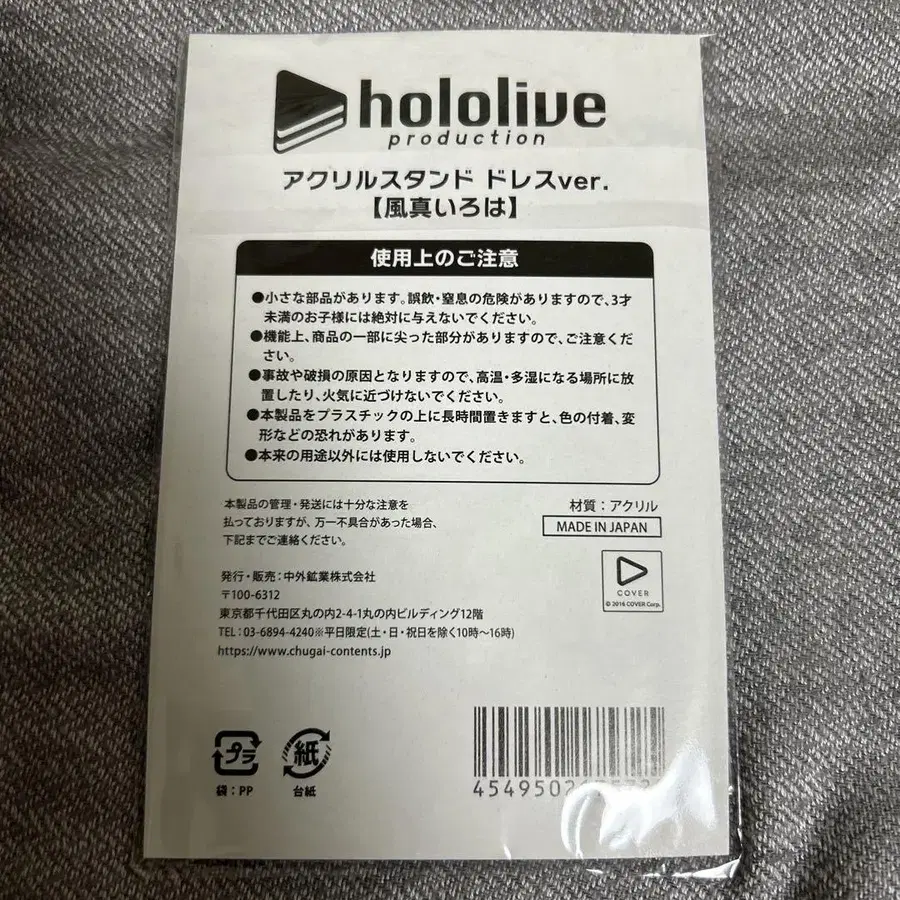 hololive
production
アクリルスタンド ドレスver.
【風真いろは】
使用上のご注意
●小さな部品があります。誤飲・窒息の危険がありますので、3才
未満のお子様には絶対に与えないでください。
●機能上、商品の一部に尖った部分がありますので、ご注意くだ
さい。
●事故や破損の原因となりますので、高温・多湿になる場所に放
置したり、火気に近づけないでください。
●本製品をプラスチックの上に長時間置きますと、色の付着、変
形などの恐れがあります。
●本来の用途以外には使用しないでください。
本製品の管理・発送には十分な注意を
払っておりますが、万一不具合があった場合、
下記までご連絡ください。
材質：アクリル
MADE IN JAPAN
COVER
© 2016 COVER Corp.
発行・販売：中外鉱業株式会社
〒100-6312
東京都千代田区丸の内2-4-1丸の内ビルディング12階
TEL：03-6894-4240※平日限定(土・日・祝日を除く10時〜16時)
https://www.chugai-contents.jp
プラ
袋：PP
紙
台紙